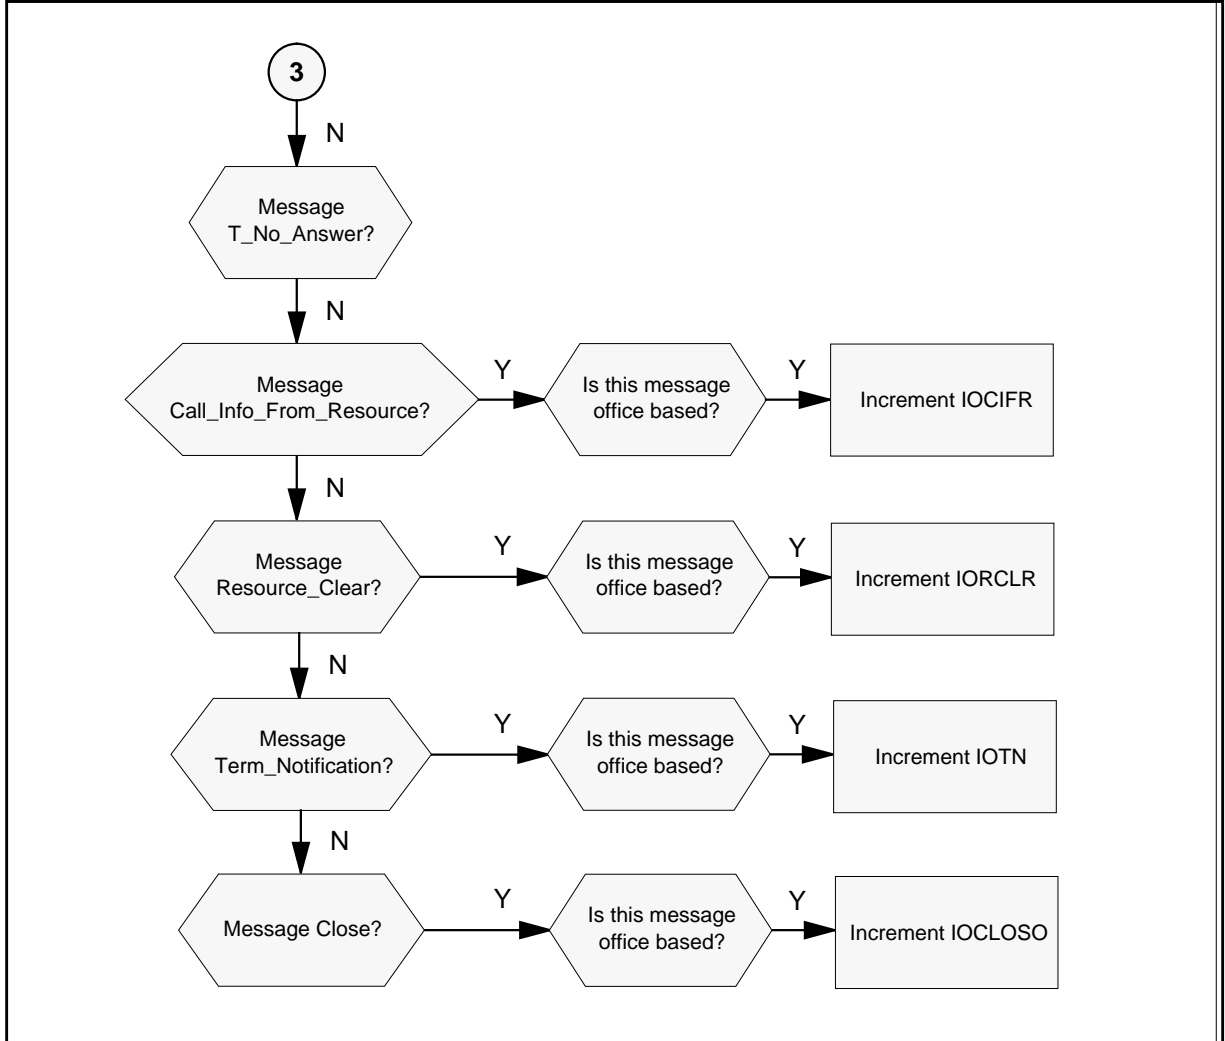 3
N
Message
T_No_Answer?
N
Message
Call_Info_From_Resource?
Y
Is this message
office based?
Y
Increment IOCIFR
N
Message
Resource_Clear?
Y
Is this message
office based?
Y
Increment IORCLR
N
Message
Term_Notification?
Y
Is this message
office based?
Y
Increment IOTN
N
Message Close?
Y
Is this message
office based?
Y
Increment IOCLOSO